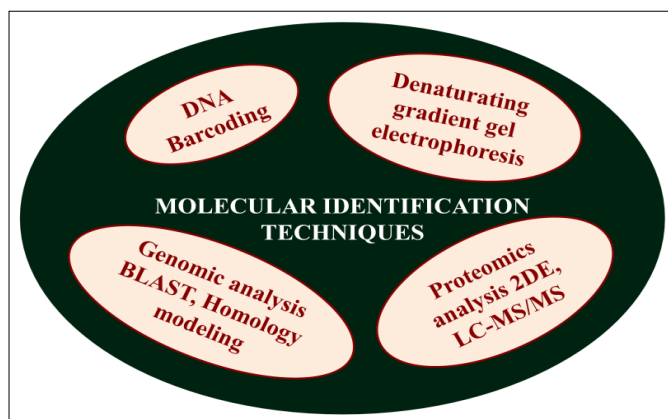 DNA
Barcoding
Denaturating
gradient gel
electrophoresis
MOLECULAR IDENTIFICATION
TECHNIQUES
Genomic analysis
BLAST, Homology
modeling
Proteomics
analysis 2DE,
LC-MS/MS